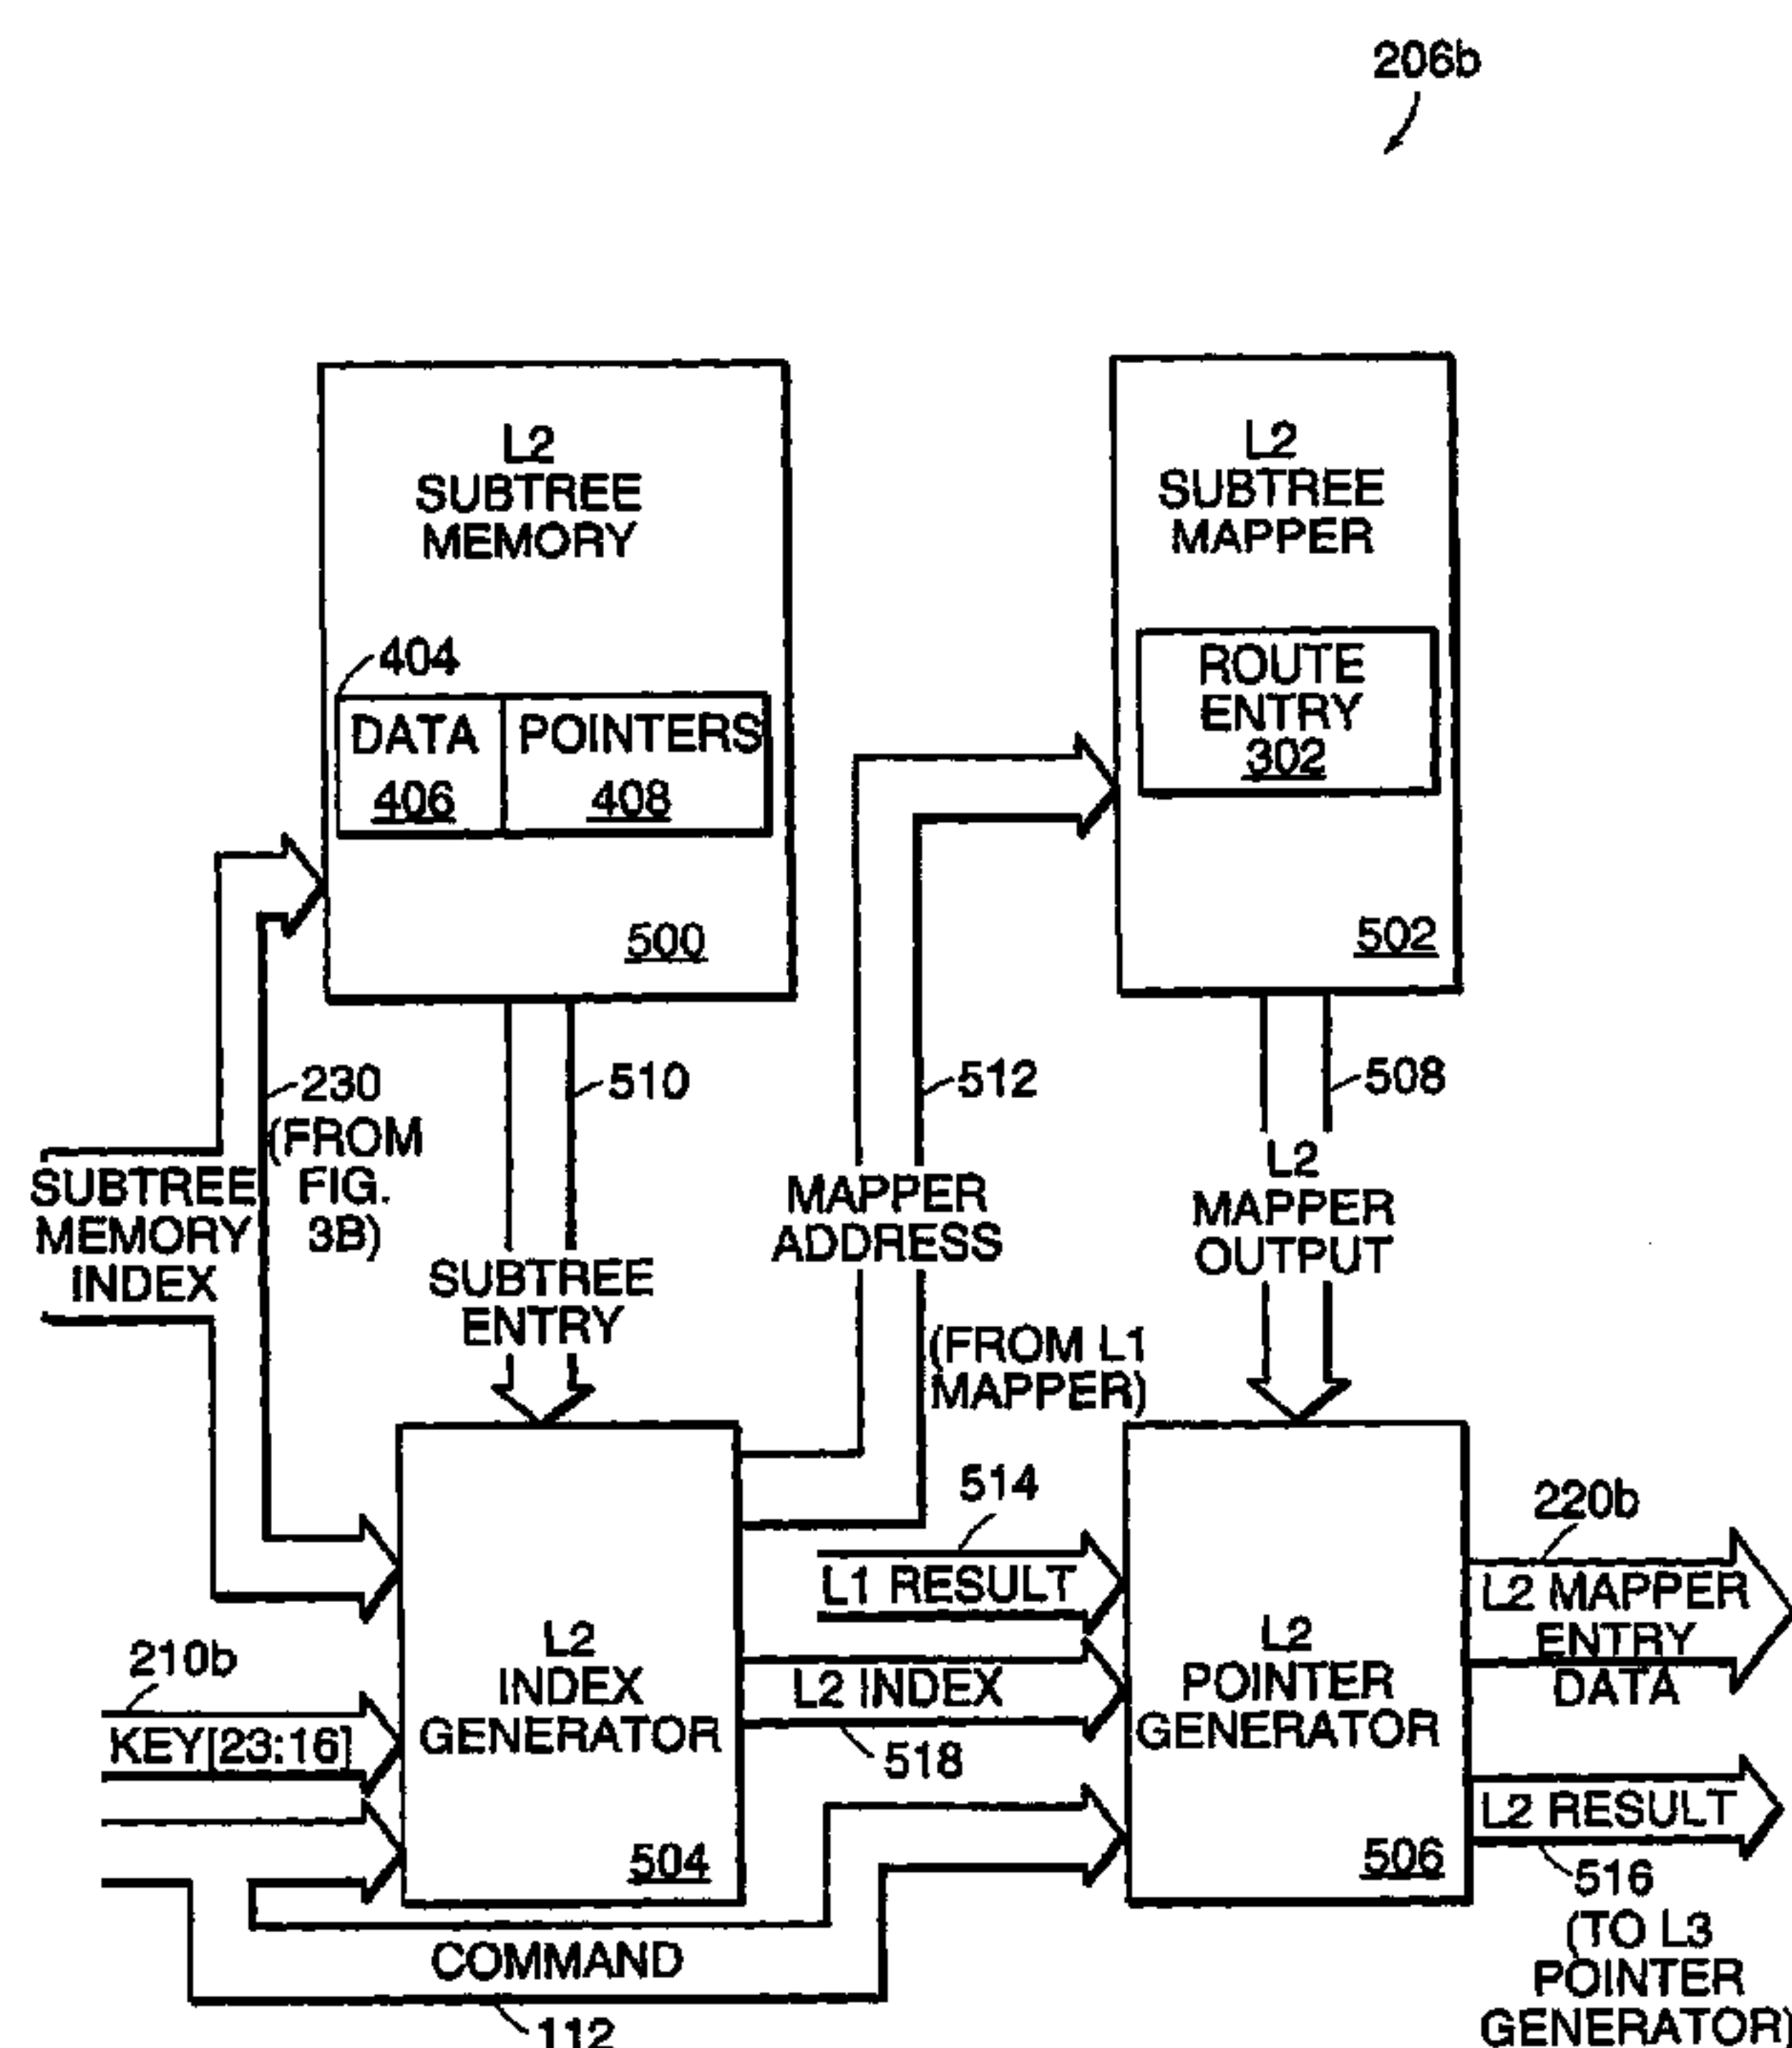 206b
L2
SUBTREE
MEMORY
404
DATA
406
POINTERS
408
500
L2
SUBTREE
MAPPER
ROUTE
ENTRY
302
502
230
(FROM
FIG.
3B)
SUBTREE
MEMORY
INDEX
510
SUBTREE
ENTRY
512
MAPPER
ADDRESS
508
L2
MAPPER
OUTPUT
(FROM L1
MAPPER)
514
L1 RESULT
210b
KEY[23:16]
L2
INDEX
GENERATOR
504
L2 INDEX
518
L2
POINTER
GENERATOR
506
220b
L2 MAPPER
ENTRY
DATA
L2 RESULT
516
(TO L3
POINTER
GENERATOR)
COMMAND
112